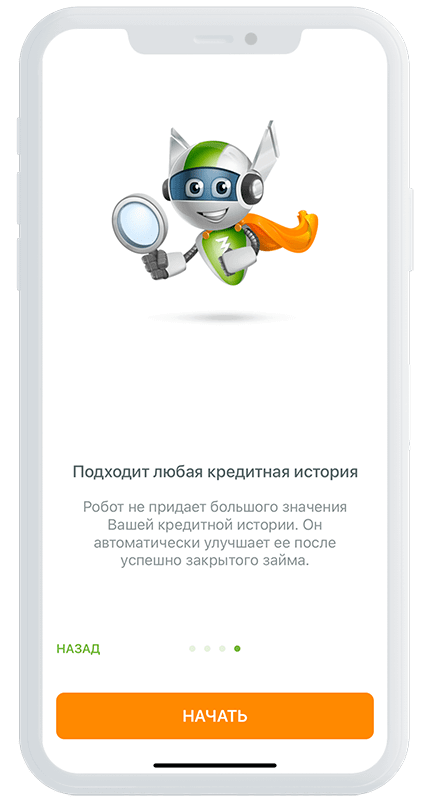 Подходит любая кредитная история
Робот не придает большого значения
Вашей кредитной истории. Он
автоматически улучшает ее после
успешно закрытого займа.
НАЗАД
НАЧАТЬ